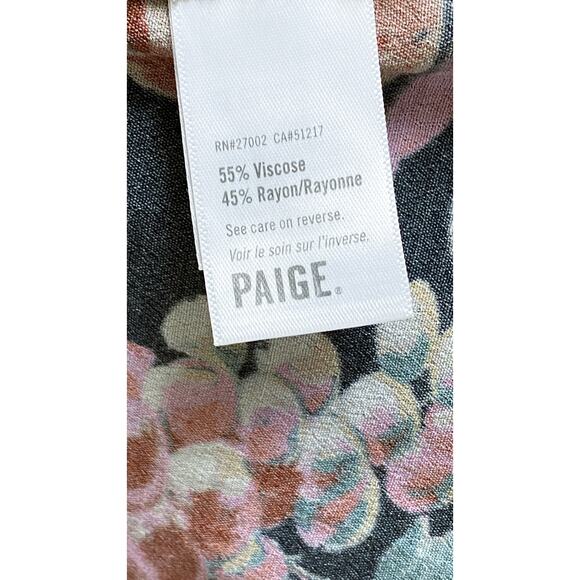 RN#27002 CA#51217
55% Viscose
45% Rayon/Rayonne
See care on reverse.
Voir le soin sur l'inverse.
PAIGE®